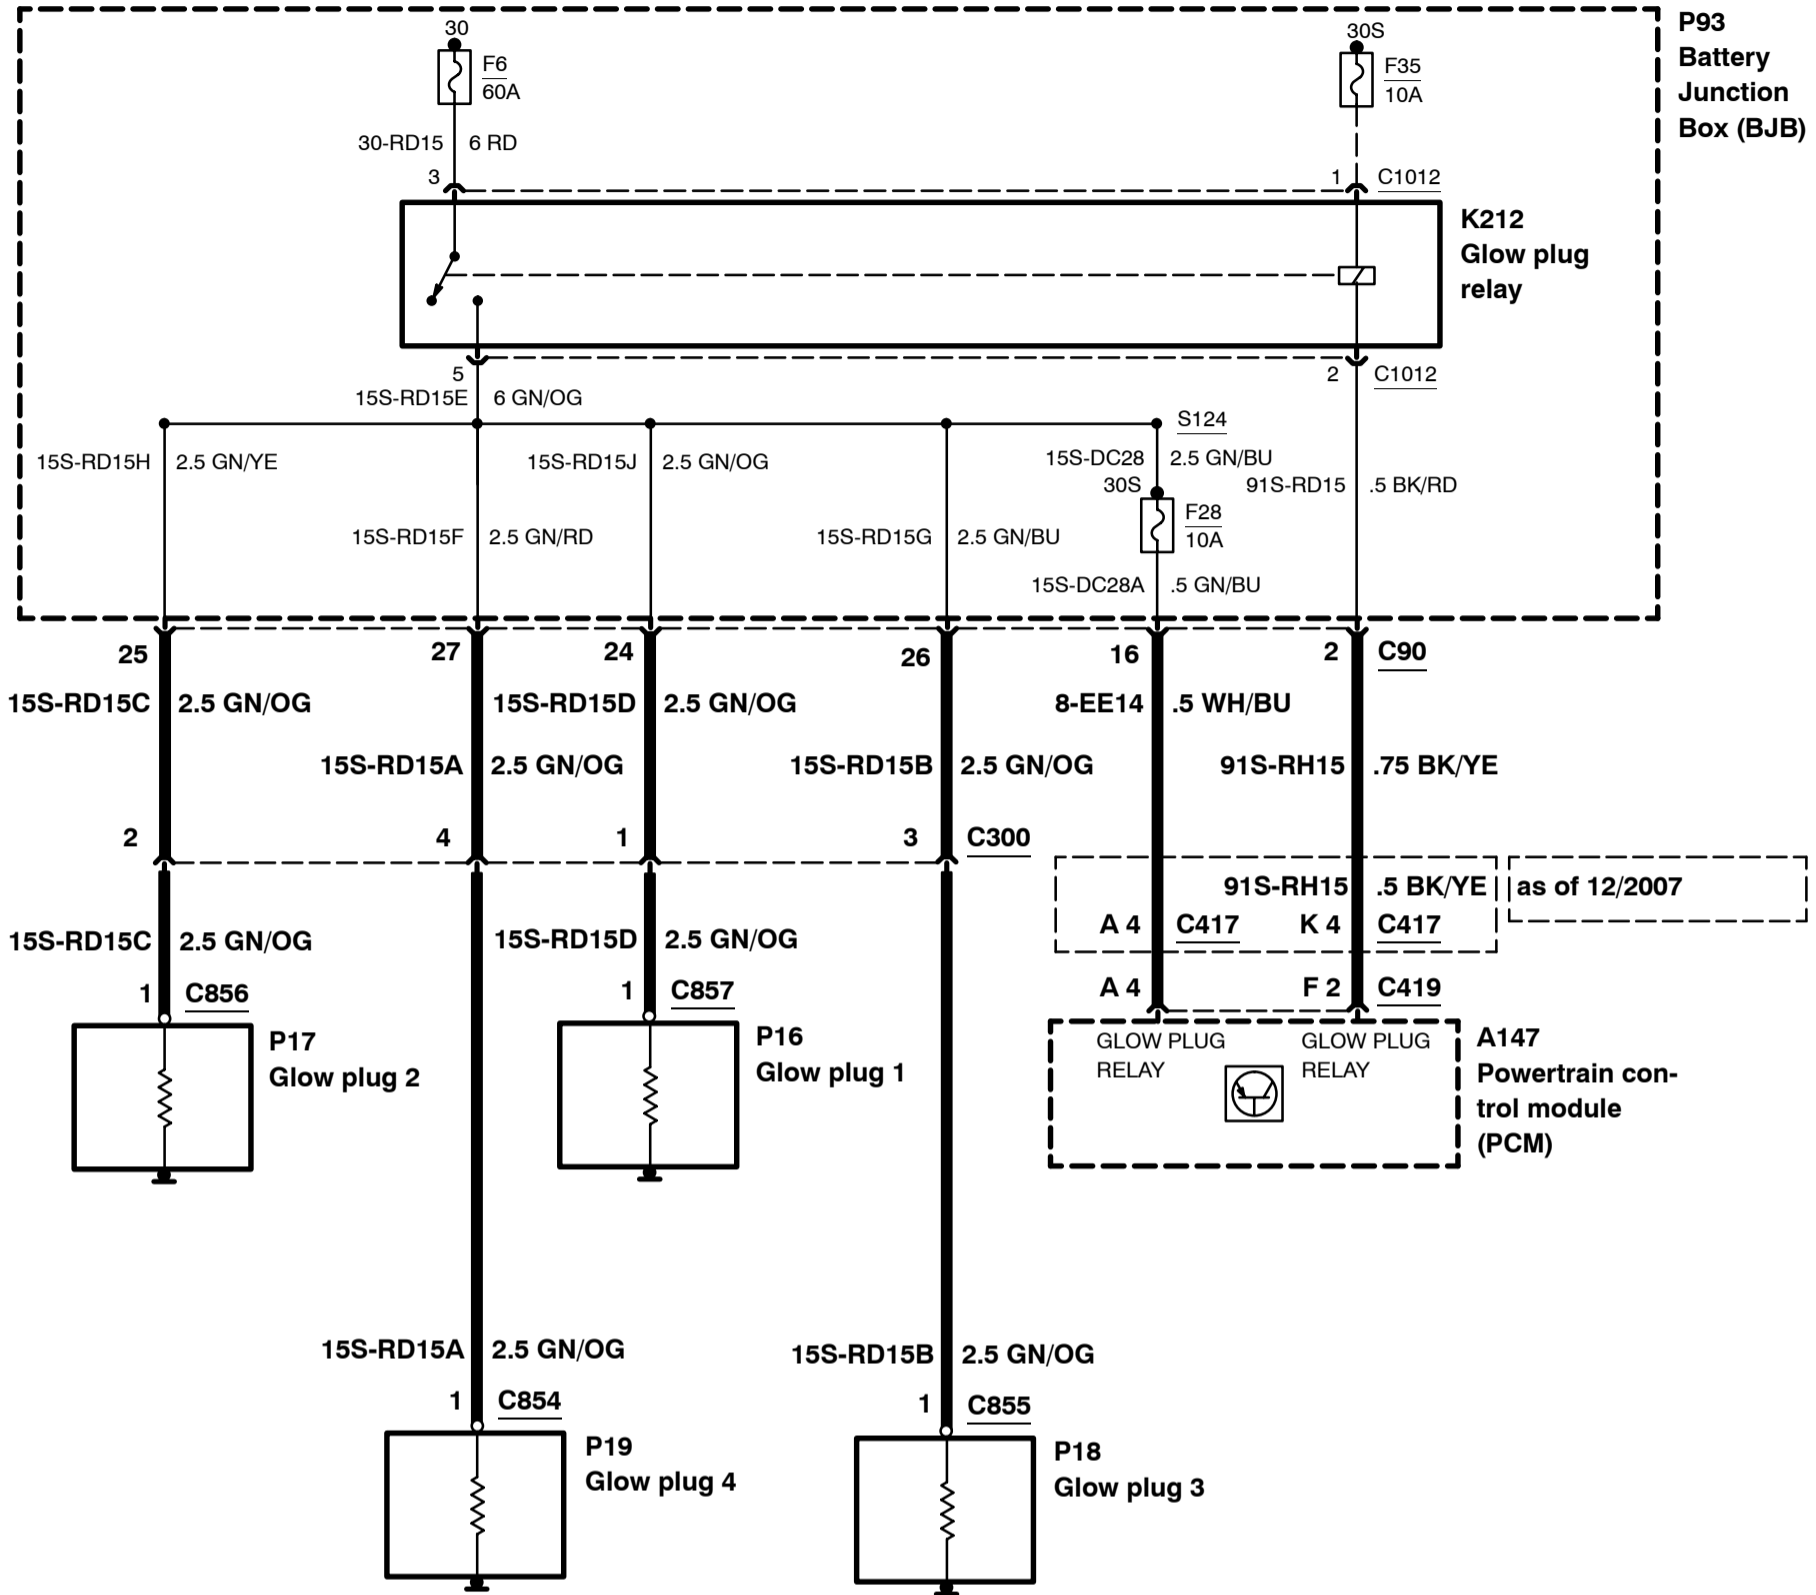 30
30S
P93
Battery
Junction
Box (BJB)
F6
60A
F35
10A
30-RD15 6 RD
3
1 C1012
K212
Glow plug
relay
5
2 C1012
15S-RD15E 6 GN/OG
S124
15S-RD15H 2.5 GN/YE
15S-RD15J 2.5 GN/OG
15S-DC28 2.5 GN/BU
30S
91S-RD15 .5 BK/RD
F28
10A
15S-RD15F 2.5 GN/RD
15S-RD15G 2.5 GN/BU
15S-DC28A .5 GN/BU
25 27 24 26 16 2 C90
15S-RD15C 2.5 GN/OG
15S-RD15D 2.5 GN/OG
8-EE14 .5 WH/BU
15S-RD15A 2.5 GN/OG
15S-RD15B 2.5 GN/OG
91S-RH15 .75 BK/YE
2 4 1 3 C300
91S-RH15 .5 BK/YE
as of 12/2007
A 4 C417 K 4 C417
15S-RD15C 2.5 GN/OG
15S-RD15D 2.5 GN/OG
1 C856
1 C857
A 4 F 2 C419
P17
Glow plug 2
P16
Glow plug 1
GLOW PLUG
RELAY
GLOW PLUG
RELAY
A147
Powertrain con-
trol module
(PCM)
15S-RD15A 2.5 GN/OG
15S-RD15B 2.5 GN/OG
1 C854
1 C855
P19
Glow plug 4
P18
Glow plug 3